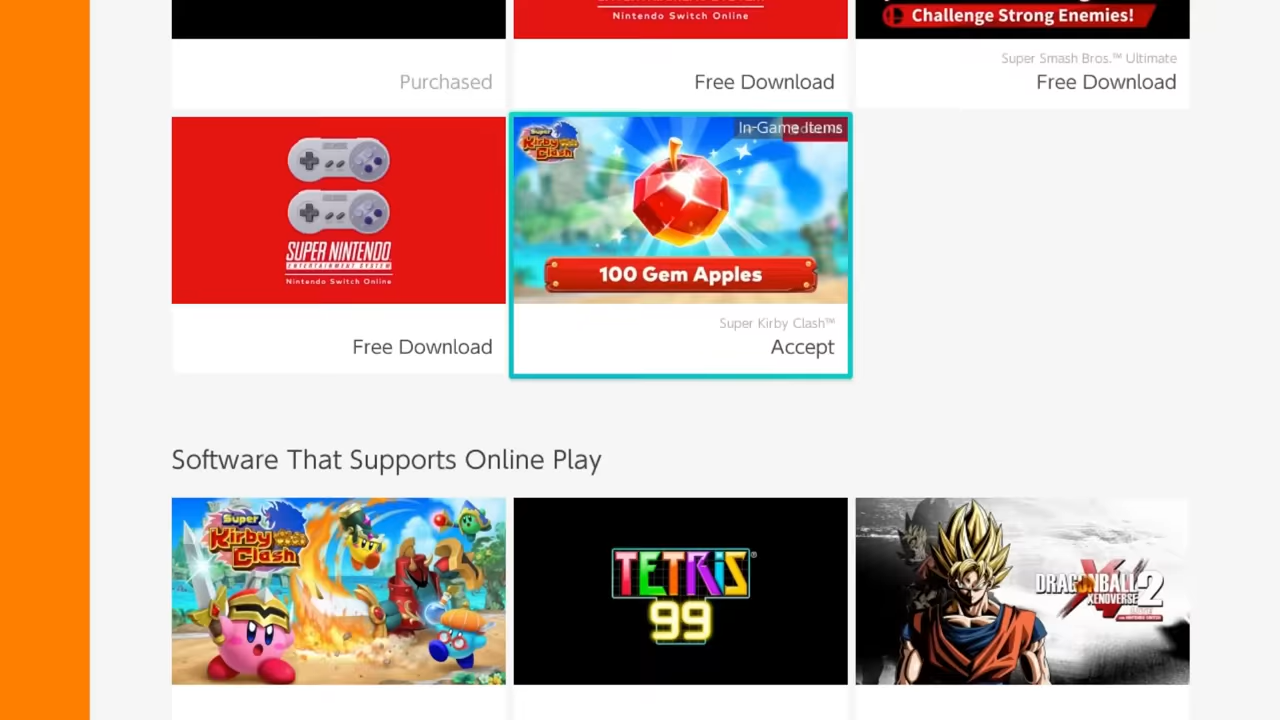 Nintendo Switch Online
Challenge Strong Enemies!
Purchased
Free Download
Super Smash Bros.™ Ultimate
Free Download
SUPER NINTENDO
ENTERTAINMENT SYSTEM
Nintendo Switch Online
Free Download
Super
Kirby
Clash
In-Game Items
100 Gem Apples
Super Kirby Clash™
Accept
Software That Supports Online Play
Super
Kirby
Clash
TETRIS®
99
DRAGONBALL
XENOVERSE 2